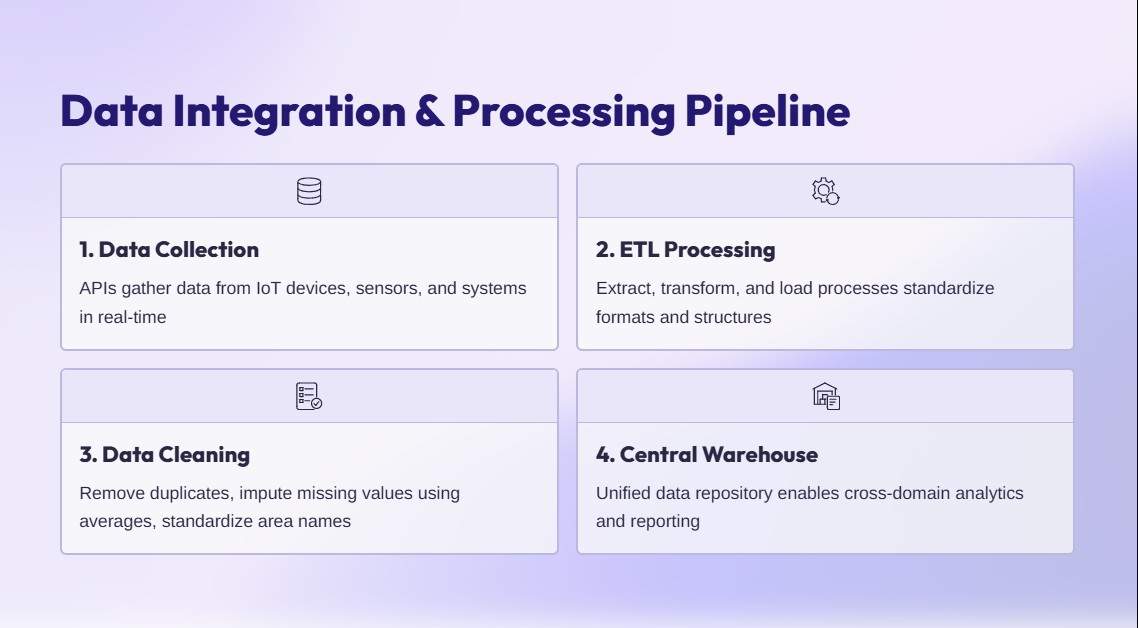 Data Integration & Processing Pipeline
1. Data Collection
APIs gather data from IoT devices, sensors, and systems
in real-time
2. ETL Processing
Extract, transform, and load processes standardize
formats and structures
3. Data Cleaning
Remove duplicates, impute missing values using
averages, standardize area names
4. Central Warehouse
Unified data repository enables cross-domain analytics
and reporting